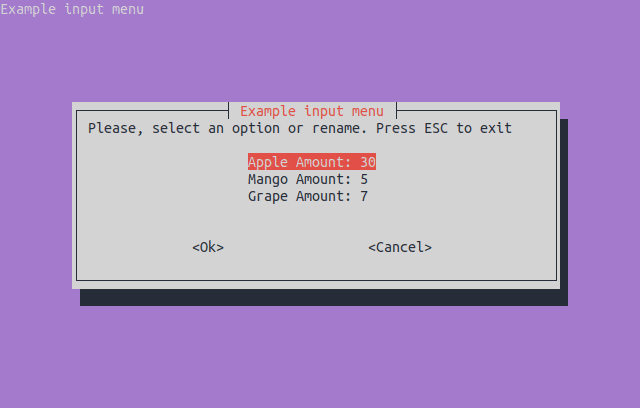 Example input menu
Example input menu
Please, select an option or rename. Press ESC to exit
Apple Amount: 30
Mango Amount: 5
Grape Amount: 7
<Ok> <Cancel>